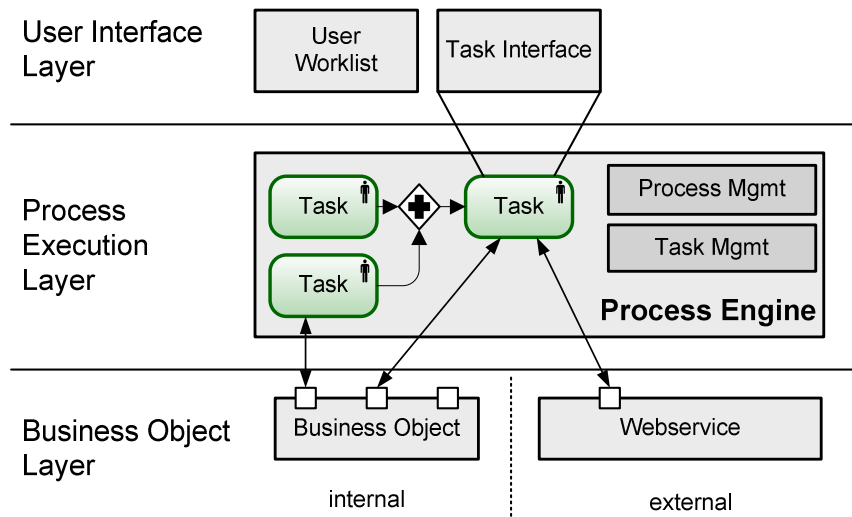 User Interface
Layer
User
Worklist
Task Interface
Process
Execution
Layer
Task
Task
Task
Process Mgmt
Task Mgmt
Process Engine
Business Object
Layer
Business Object
Webservice
internal
external